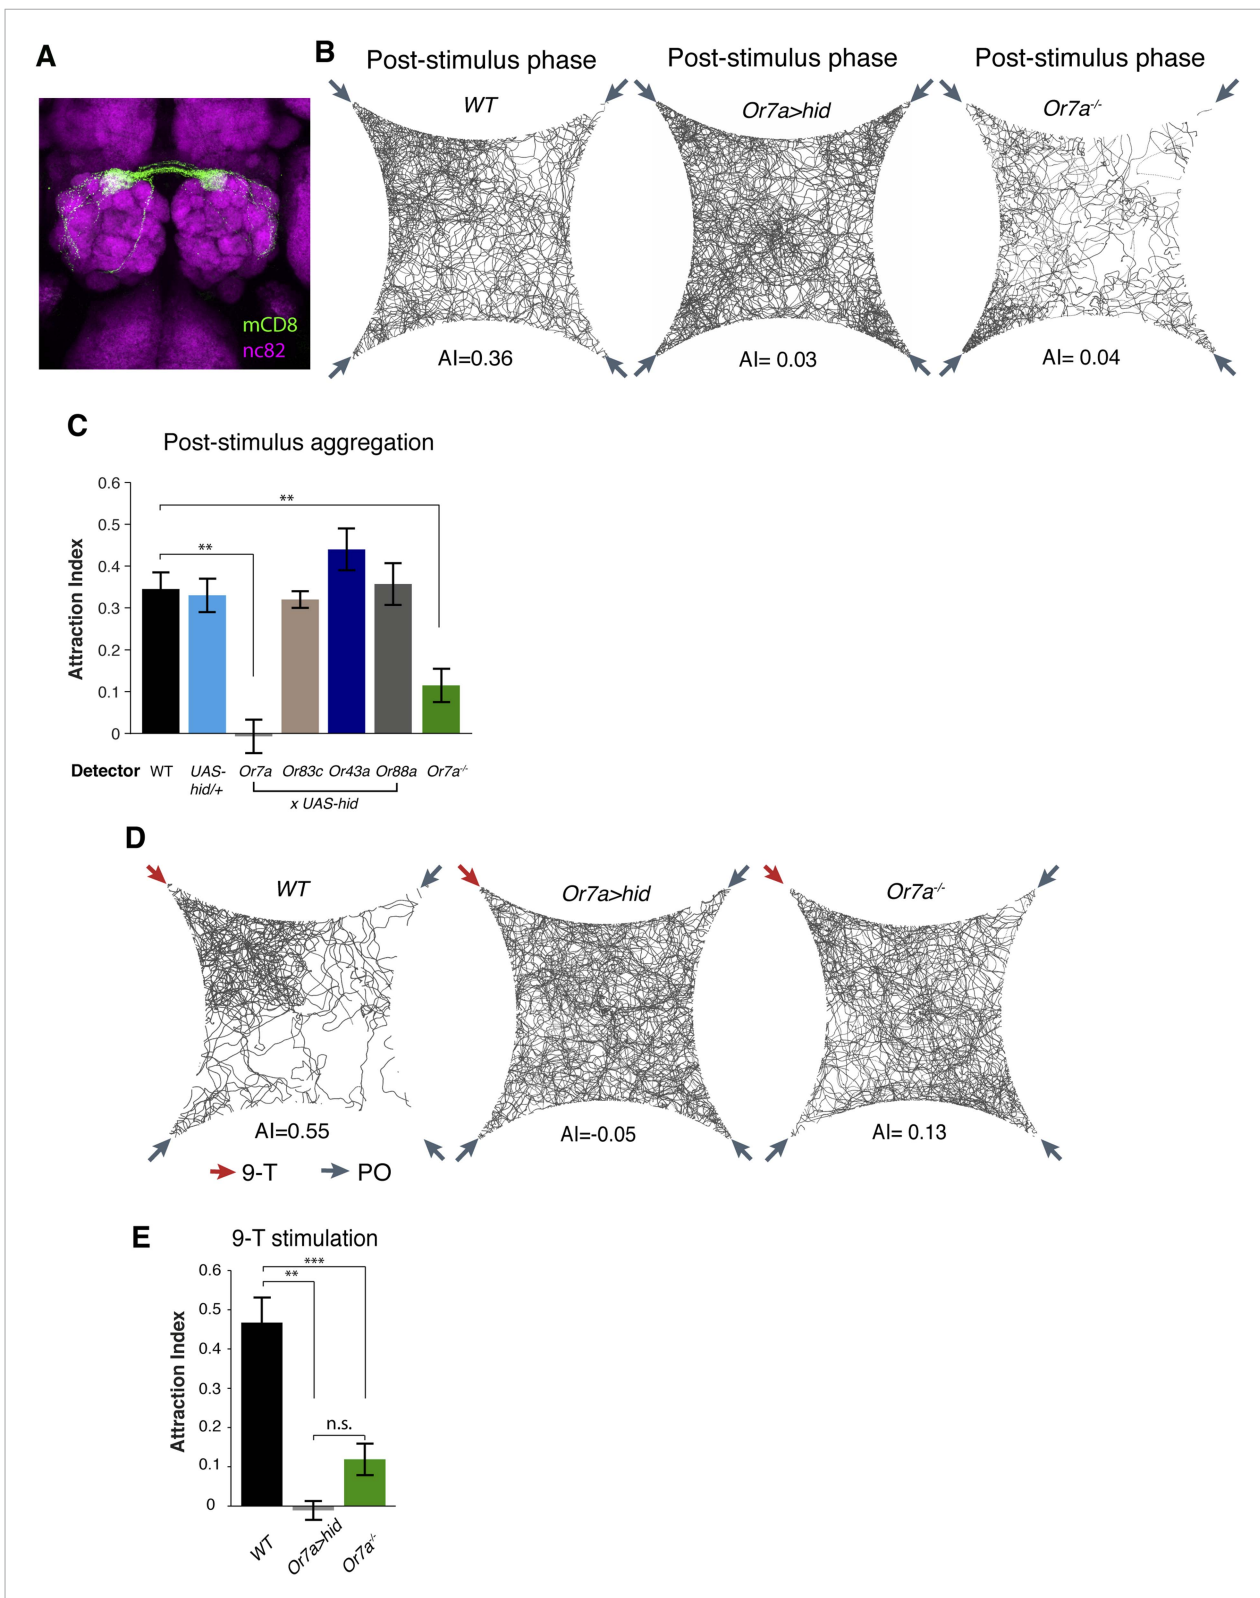 A
mCD8
nc82
B
Post-stimulus phase
Post-stimulus phase
Post-stimulus phase
WT
Or7a>hid
Or7a-/-
AI=0.36
AI= 0.03
AI= 0.04
C
Post-stimulus aggregation
Attraction Index
0.6
0.5
0.4
0.3
0.2
0.1
0
**
**
Detector
WT
UAS-
hid/+
Or7a
Or83c
Or43a
Or88a
Or7a-/-
x UAS-hid
D
WT
Or7a>hid
Or7a-/-
AI=0.55
AI=-0.05
AI= 0.13
9-T
PO
E
9-T stimulation
Attraction Index
0.6
0.5
0.4
0.3
0.2
0.1
0
***
**
n.s.
WT
Or7a>hid
Or7a-/-